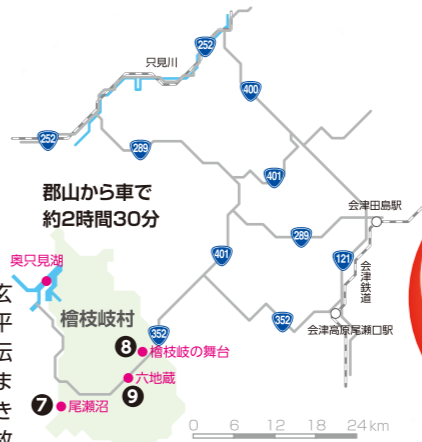 252
只見川
400
252
289
401
郡山から車で
約2時間30分
会津田島駅
289
401
121
奥只見湖
会津鉄道
檜枝岐村
352
352
会津高原尾瀬口駅
8 檜枝岐の舞台
六地蔵
9
7 尾瀬沼
玄
平
伝
ま
き
0 6 12 18 24km